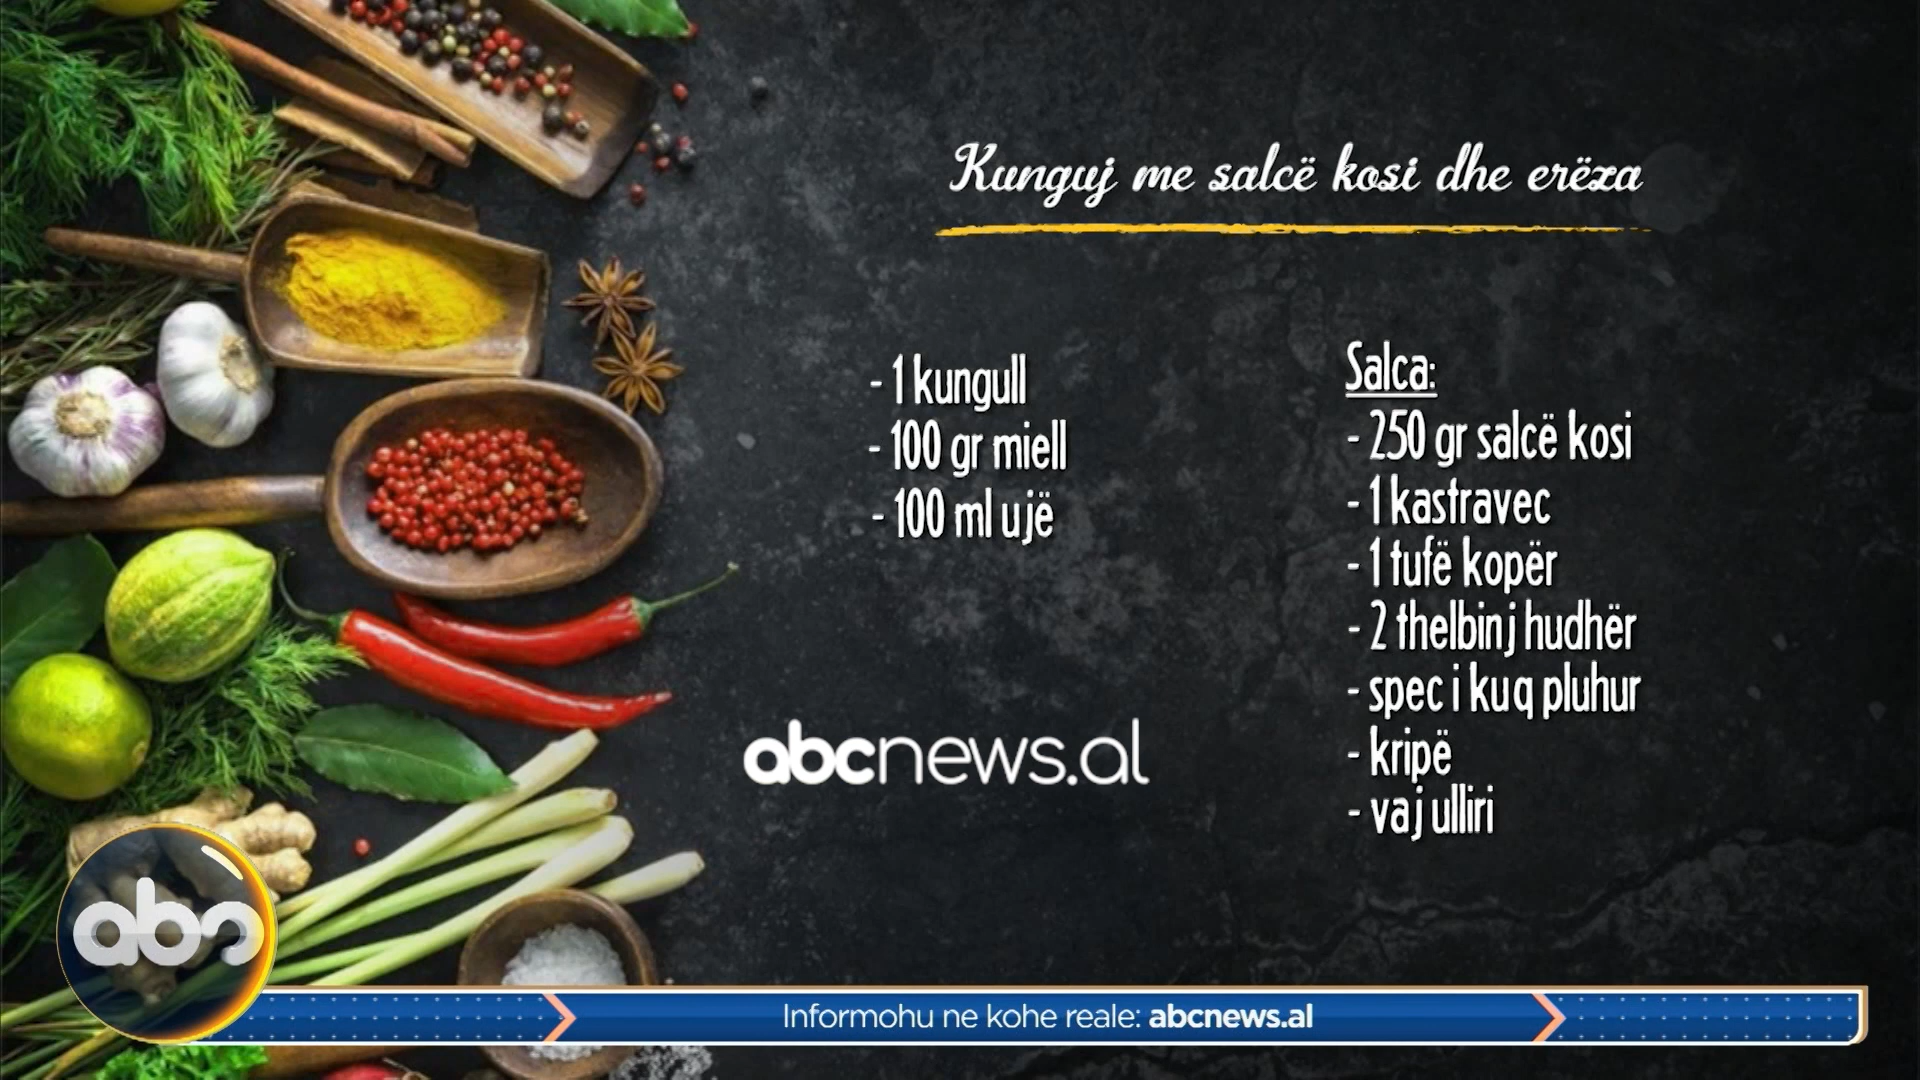 Kunguj me salcë kosi dhe erëza
- 1 kungull
- 100 gr miell
- 100 ml ujë
Salca:
- 250 gr salcë kosi
- 1 kastravec
- 1 tufë kopër
- 2 thelbinj hudhër
- spec i kuq pluhur
- kripë
- vaj ulliri
abcnews.al
abc
Informohu ne kohe reale: abcnews.al